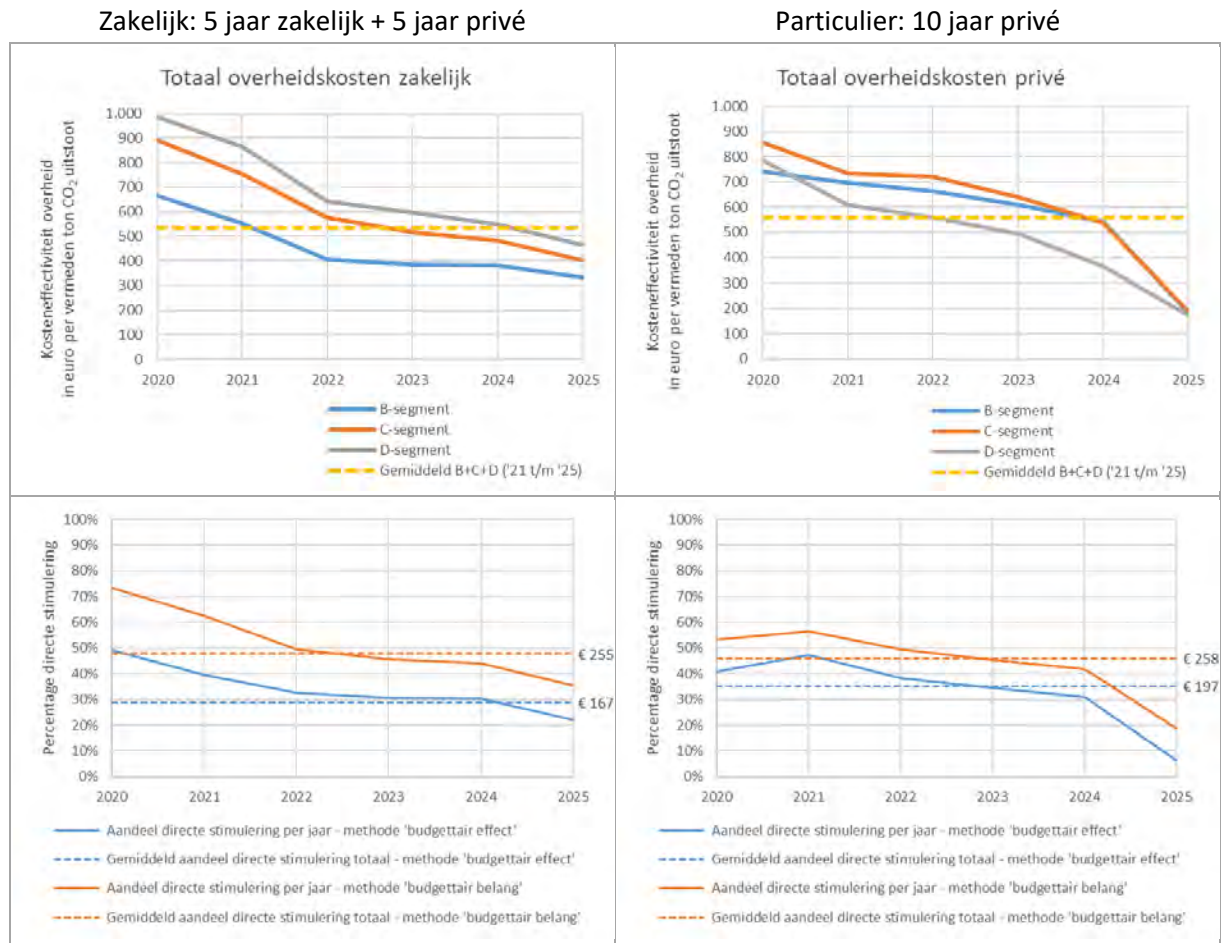 Zakelijk: 5 jaar zakelijk + 5 jaar privé
Particulier: 10 jaar privé
Totaal overheidskosten zakelijk
Kosteneffectiviteit overheid
in euro per vermeden ton CO₂ uitstoot
1.000
900
800
700
600
500
400
300
200
100
0
2020 2021 2022 2023 2024 2025
B-segment
C-segment
D-segment
Gemiddeld B+C+D ('21 t/m '25)
Totaal overheidskosten privé
Kosteneffectiviteit overheid
in euro per vermeden ton CO₂ uitstoot
1.000
900
800
700
600
500
400
300
200
100
0
2020 2021 2022 2023 2024 2025
B-segment
C-segment
D-segment
Gemiddeld B+C+D ('21 t/m '25)
Percentage directe stimulering
100%
90%
80%
70%
60%
50%
40%
30%
20%
10%
0%
€ 255
€ 167
2020 2021 2022 2023 2024 2025
Aandeel directe stimulering per jaar - methode 'budgettair effect'
Gemiddeld aandeel directe stimulering totaal - methode 'budgettair effect'
Aandeel directe stimulering per jaar - methode 'budgettair belang'
Gemiddeld aandeel directe stimulering totaal - methode 'budgettair belang'
Percentage directe stimulering
100%
90%
80%
70%
60%
50%
40%
30%
20%
10%
0%
€ 258
€ 197
2020 2021 2022 2023 2024 2025
Aandeel directe stimulering per jaar - methode 'budgettair effect'
Gemiddeld aandeel directe stimulering totaal - methode 'budgettair effect'
Aandeel directe stimulering per jaar - methode 'budgettair belang'
Gemiddeld aandeel directe stimulering totaal - methode 'budgettair belang'